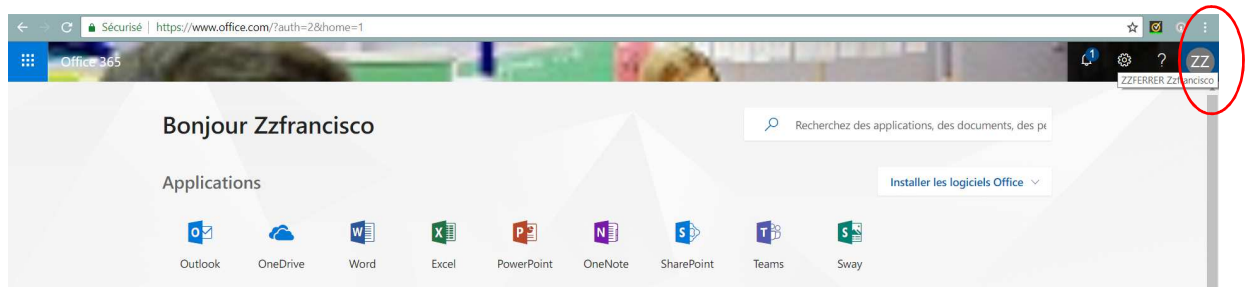 Sécurisé | https://www.office.com/?auth=2&home=1
Office 365
1
?
ZZ
ZZFERRER Zzfrancisco
Bonjour Zzfrancisco
Recherchez des applications, des documents, des pe
Applications
Installer les logiciels Office
Outlook OneDrive Word Excel PowerPoint OneNote SharePoint Teams Sway